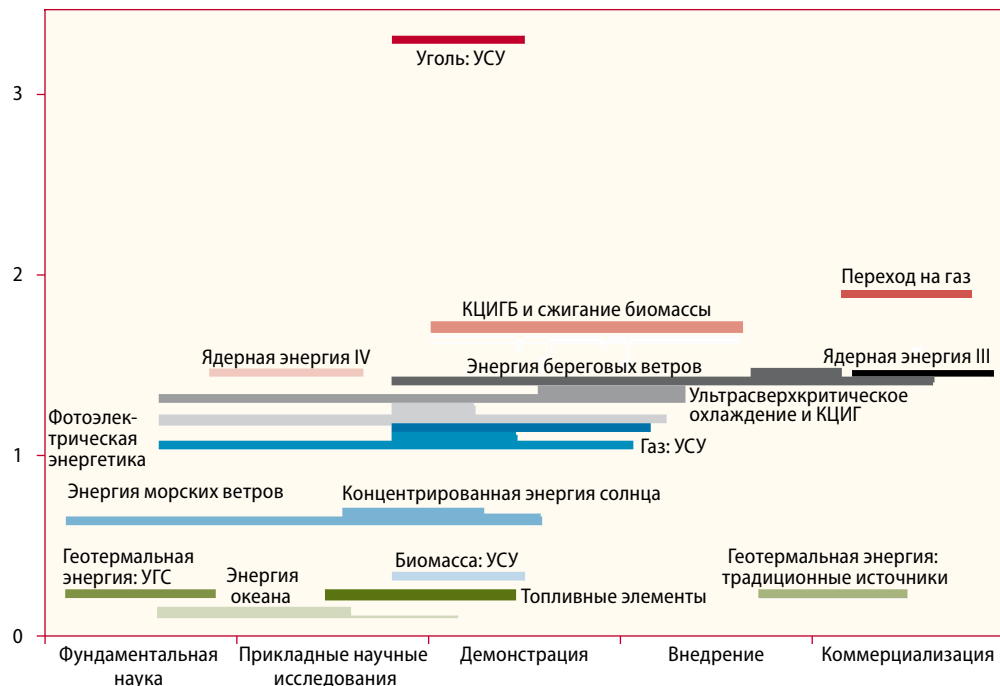 Уголь: УСУ
3
2
Переход на газ
КЦИГБ и сжигание биомассы
Ядерная энергия IV
Энергия береговых ветров
Ядерная энергия III
Ультрасверхкритическое
охлаждение и КЦИГ
Фотоэлек-
трическая
энергетика
Газ: УСУ
1
Энергия морских ветров
Концентрированная энергия солнца
Геотермальная
энергия: УГС
Энергия
океана
Биомасса: УСУ
Топливные элементы
Геотермальная энергия:
традиционные источники
0
Фундаментальная
наука
Прикладные научные
исследования
Демонстрация
Внедрение
Коммерциализация